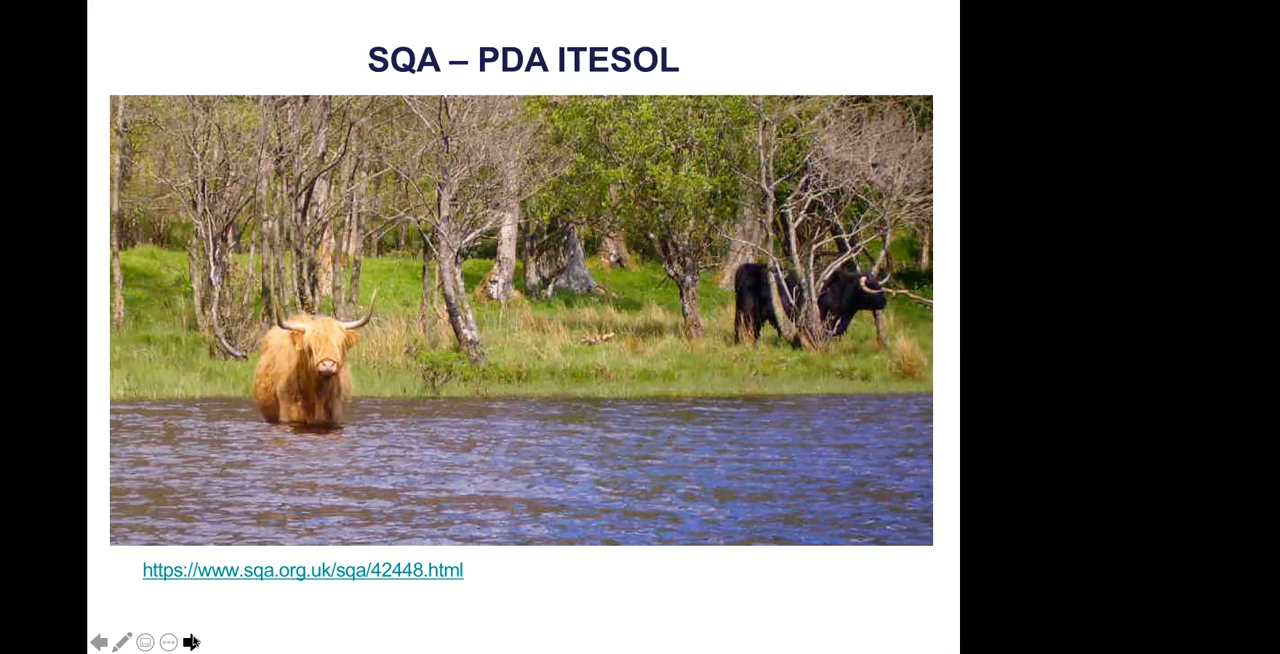 SQA – PDA ITESOL
https://www.sqa.org.uk/sqa/42448.html